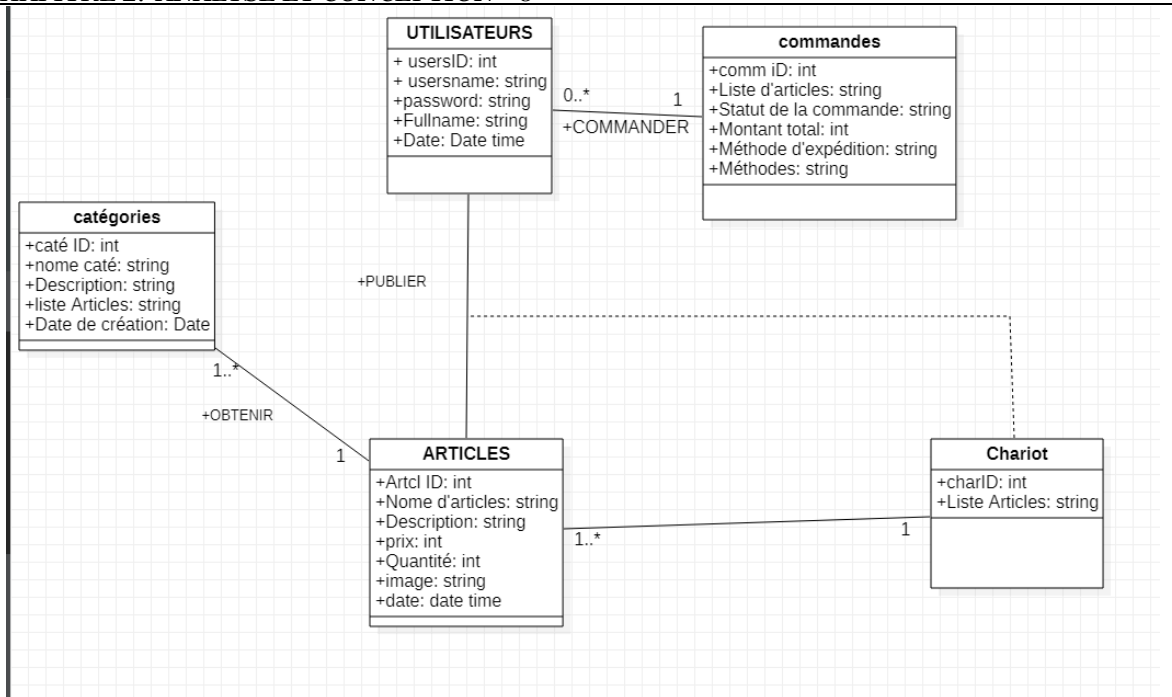 UTILISATEURS
+ usersID: int
+ usersname: string
+password: string
+Fullname: string
+Date: Date time
0..*
1
+COMMANDER
commandes
+comm iD: int
+Liste d'articles: string
+Statut de la commande: string
+Montant total: int
+Méthode d'expédition: string
+Méthodes: string
catégories
+caté ID: int
+nome caté: string
+Description: string
+liste Articles: string
+Date de création: Date
+PUBLIER
1..*
+OBTENIR
1
ARTICLES
+Artcl ID: int
+Nome d'articles: string
+Description: string
+prix: int
+Quantité: int
+image: string
+date: date time
1..*
1
Chariot
+charID: int
+Liste Articles: string